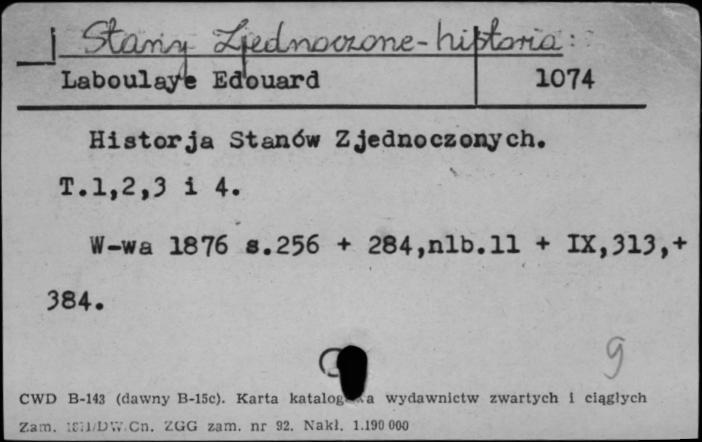 Stany Zjednoczone - historia:
Laboulaye Edouard 1074
Historja Stanów Zjednoczonych.
T.1,2,3 i 4.
W-wa 1876 s.256 + 284,nlb.11 + IX,313,+
384.
9
CWD B-143 (dawny B-15c). Karta wydawnictw zwartych i ciągłych
Zam. Cn. ZGG zam. nr 92. Nakł. 1.190 000